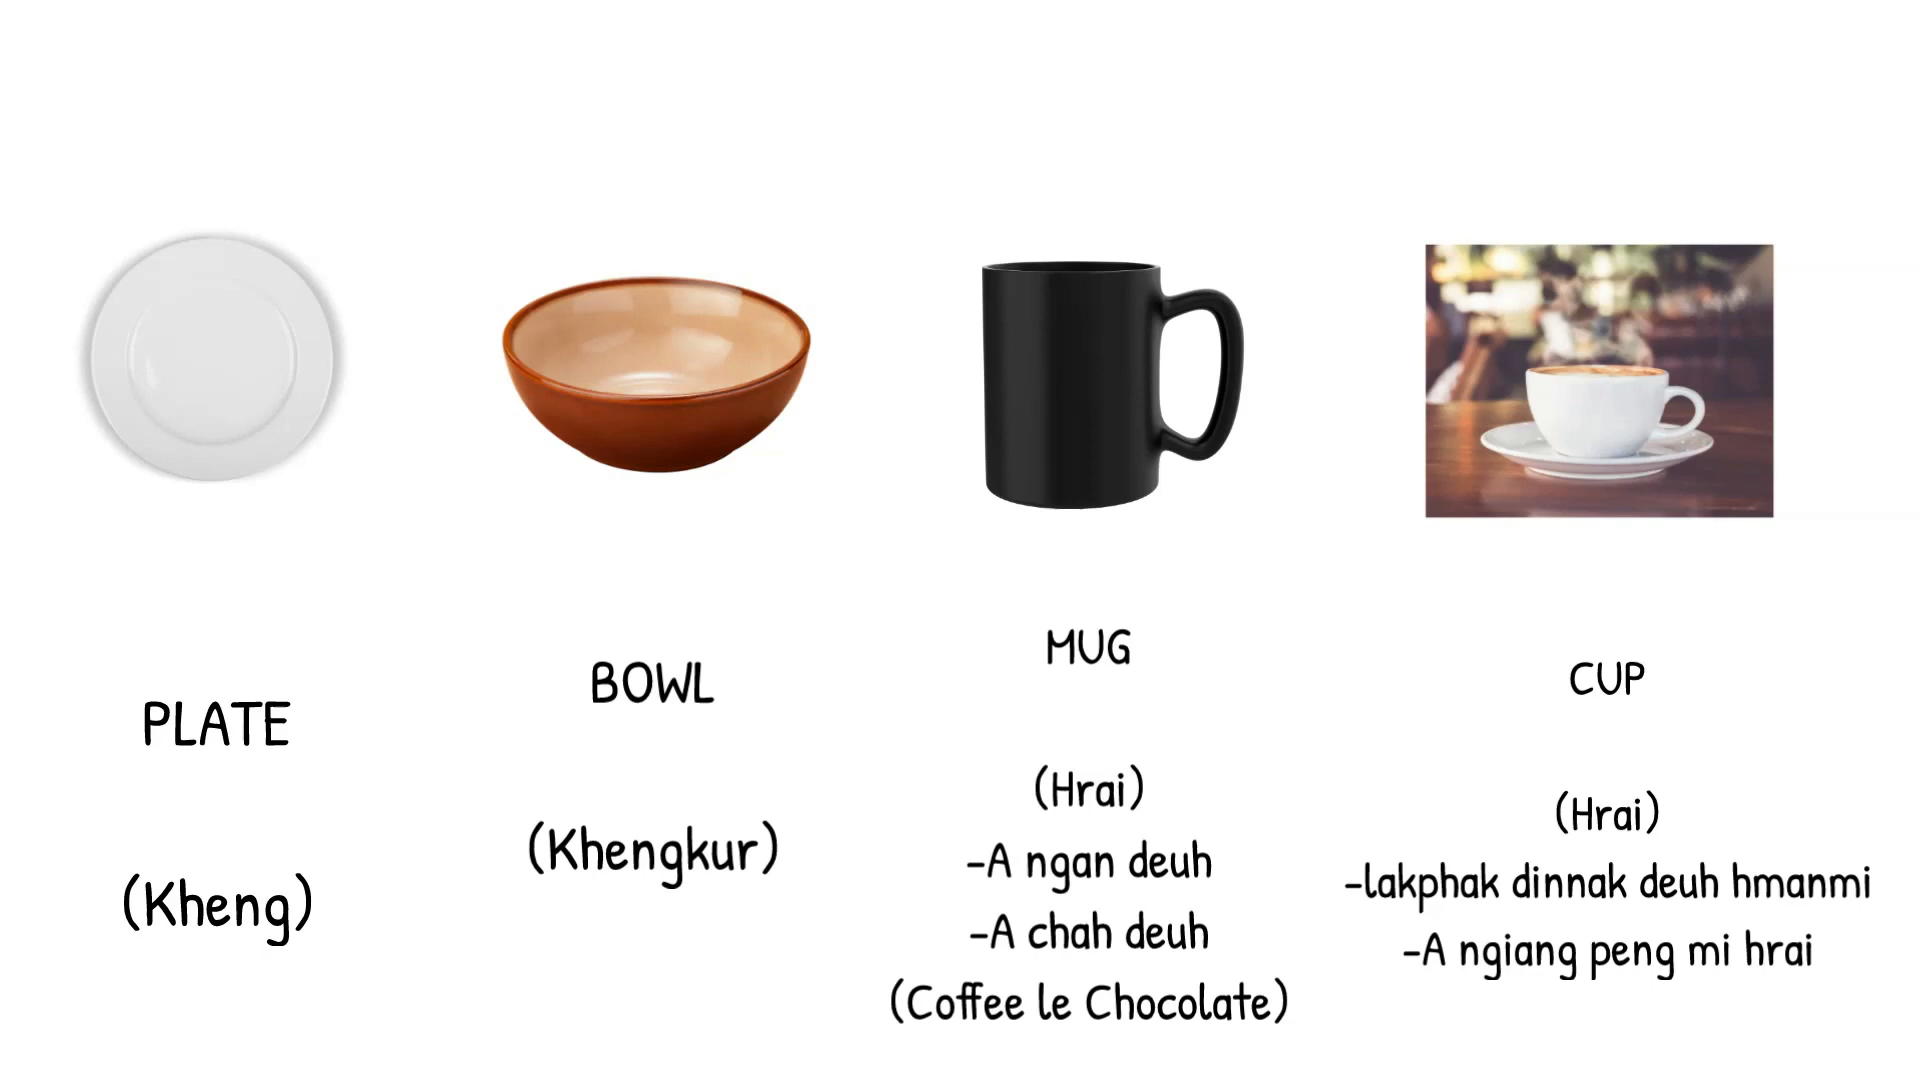 PLATE
(Kheng)
BOWL
(Khengkur)
MUG
(Hrai)
-A ngan deuh
-A chah deuh
(Coffee le Chocolate)
CUP
(Hrai)
-lakphak dinnak deuh hmanmi
-A ngiang peng mi hrai